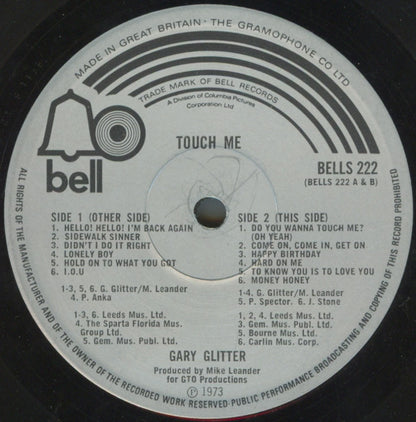 MADE IN GREAT BRITAIN · THE GRAMOPHONE CO LTD
TRADE MARK OF BELL RECORDS
A Division of Columbia Pictures
Corporation Ltd
bell
TOUCH ME
BELLS 222
(BELLS 222 A & B)
SIDE 1 (OTHER SIDE)
1. HELLO! HELLO! I'M BACK AGAIN
2. SIDEWALK SINNER
3. DIDN'T I DO IT RIGHT
4. LONELY BOY
5. HOLD ON TO WHAT YOU GOT
6. I.O.U
1-3, 5, 6. G. Glitter/M. Leander
4. P. Anka
1-3, 6. Leeds Mus. Ltd.
4. The Sparta Florida Mus.
Group Ltd.
5. Gem. Mus. Publ. Ltd.
SIDE 2 (THIS SIDE)
1. DO YOU WANNA TOUCH ME?
(OH YEAH)
2. COME ON, COME IN, GET ON
3. HAPPY BIRTHDAY
4. HARD ON ME
5. TO KNOW YOU IS TO LOVE YOU
6. MONEY HONEY
1-4. G. Glitter/M. Leander
5. P. Spector. 6. J. Stone
1, 2, 4. Leeds Mus. Ltd.
3. Gem. Mus. Publ. Ltd.
5. Bourne Mus. Ltd.
6. Carlin Mus. Corp.
GARY GLITTER
Produced by Mike Leander
for GTO Productions
℗ 1973
ALL RIGHTS OF THE MANUFACTURER AND OF THE OWNER OF THE RECORDED WORK RESERVED·PUBLIC PERFORMANCE BROADCASTING AND COPYING OF THIS RECORD PROHIBITED